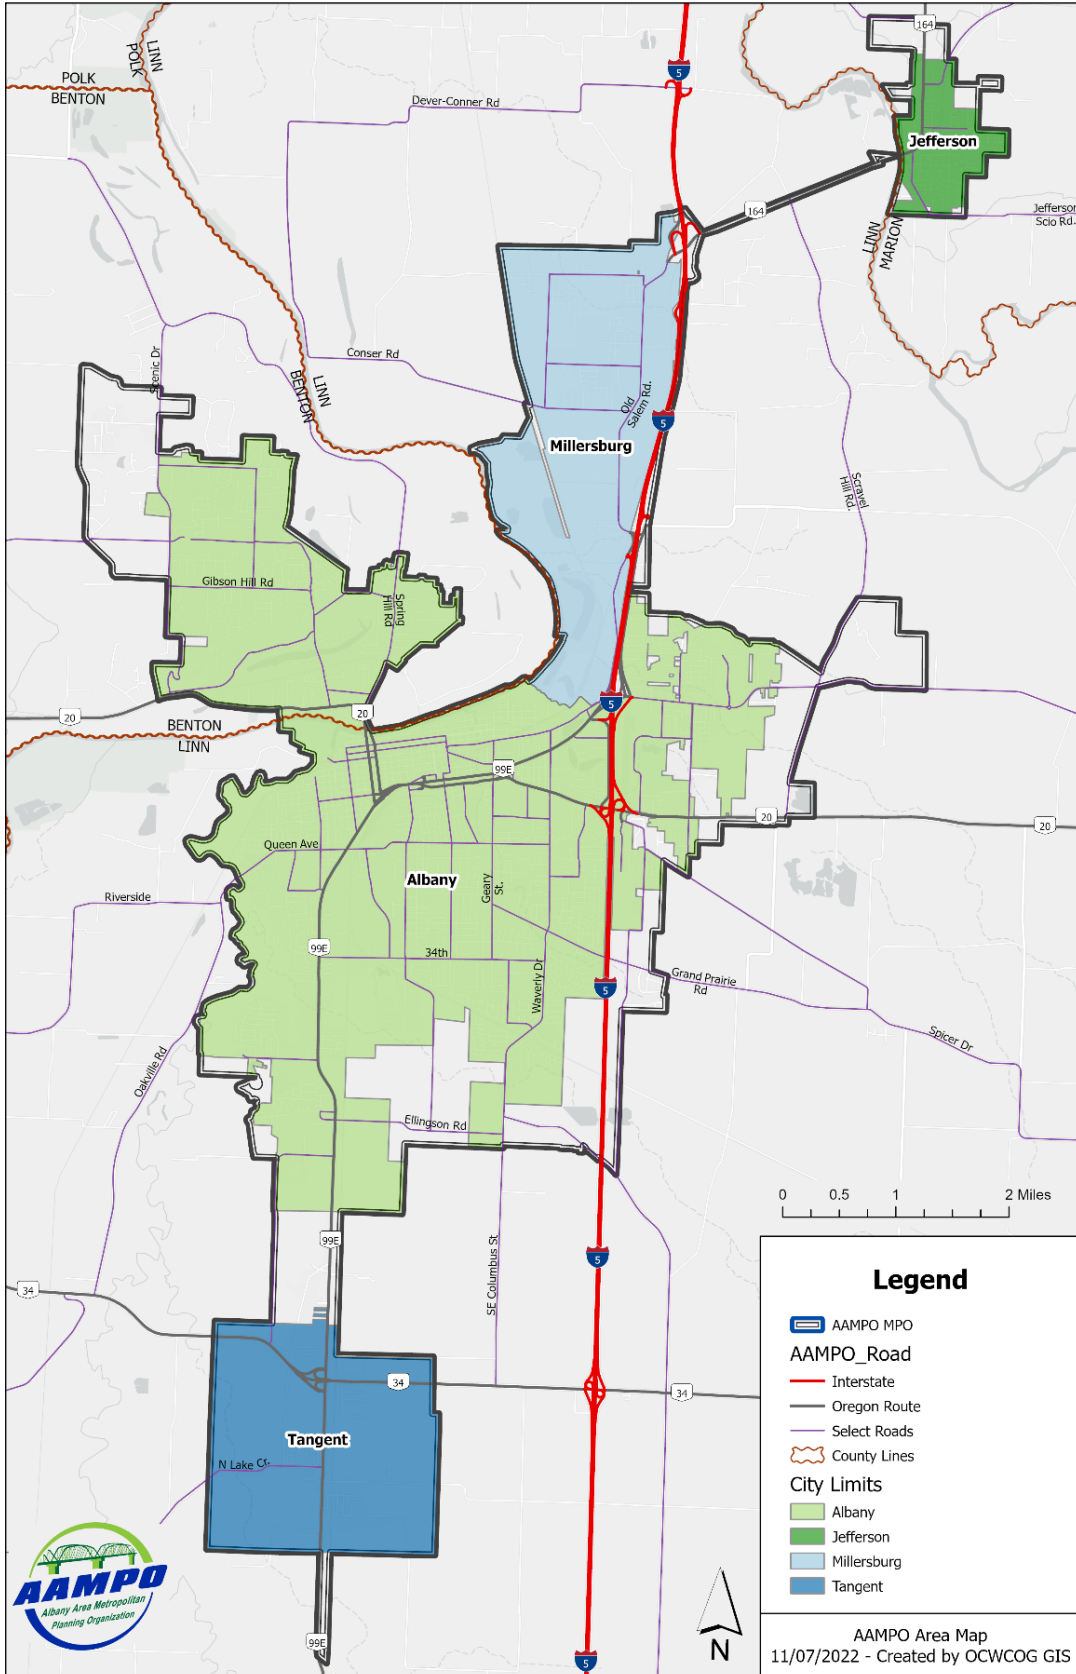 164
5
LINN
POLK
POLK
BENTON
Dever-Conner Rd
Jefferson
164
Jefferson
Scio Rd.
LINN
MARION
Scenic Dr
Conser Rd
LINN
BENTON
Old
Salem Rd.
5
Millersburg
Scravel
Hill Rd.
Gibson Hill Rd
Spring
Hill Rd
20
20
5
BENTON
LINN
99E
20
20
Queen Ave
Albany
Geary
St.
Riverside
99E
34th
Waverly Dr
Grand Prairie
Rd
5
Spicer Dr
Oakville Rd
Ellingson Rd
0 0.5 1 2 Miles
99E
SE Columbus St
5
34
34
34
Tangent
N Lake Cr.
99E
5
Legend
AAMPO MPO
AAMPO_Road
Interstate
Oregon Route
Select Roads
County Lines
City Limits
Albany
Jefferson
Millersburg
Tangent
AAMPO
Albany Area Metropolitan
Planning Organization
N
AAMPO Area Map
11/07/2022 - Created by OCWCOG GIS